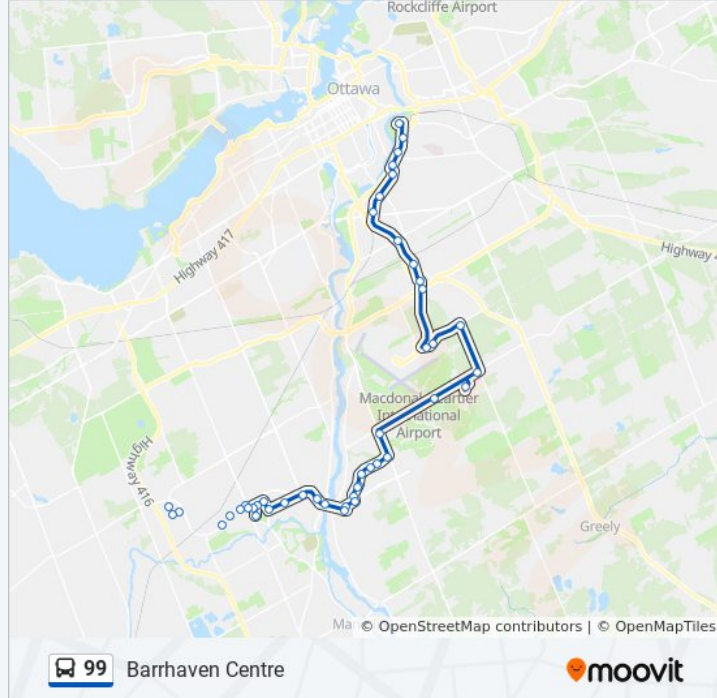 Rockcliffe Airport
Ottawa
Highway 417
Highway 4
Macdonald-Cartier
International
Airport
Highway 416
Greely
Ma
© OpenStreetMap contributors | © OpenMapTiles
99 Barrhaven Centre
moovit